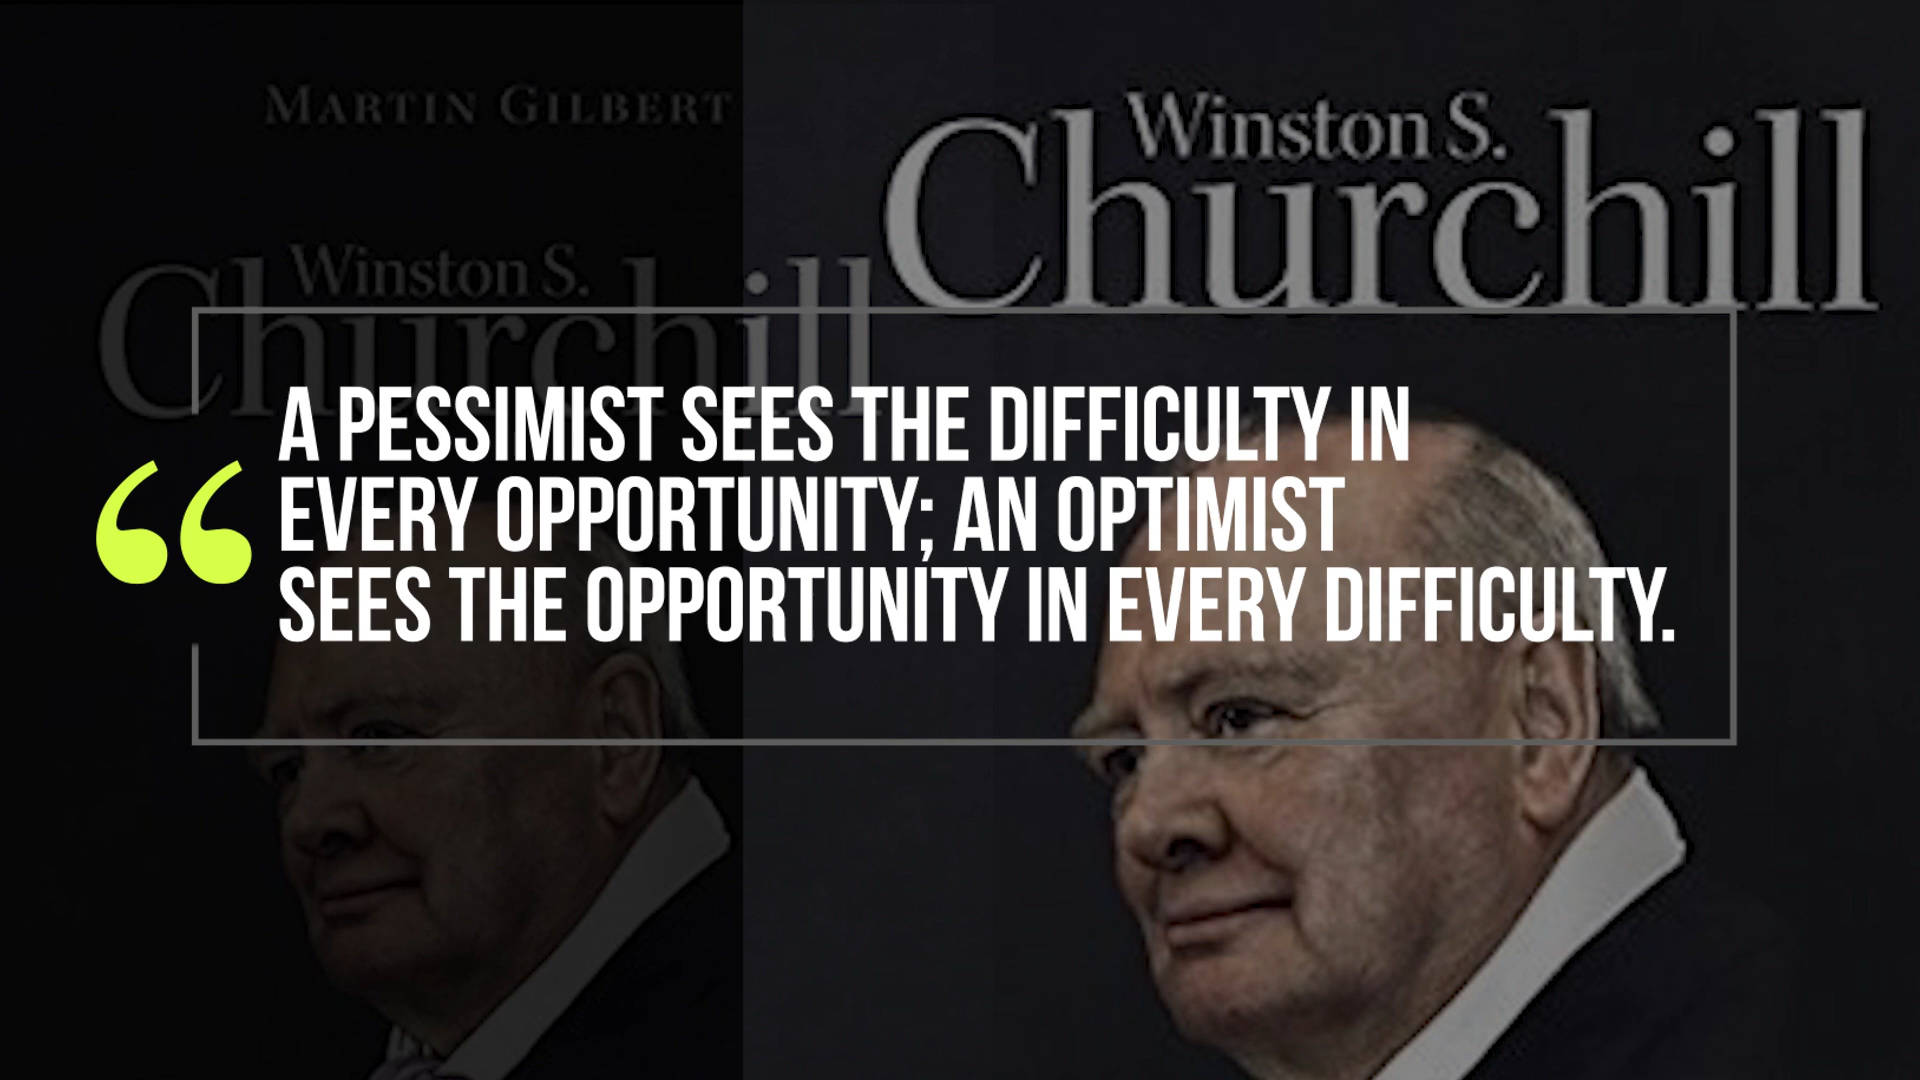 MARTIN GILBERT
Winston S.
Churchill
Winston S.
Churchill
“
A PESSIMIST SEES THE DIFFICULTY IN
EVERY OPPORTUNITY; AN OPTIMIST
SEES THE OPPORTUNITY IN EVERY DIFFICULTY.